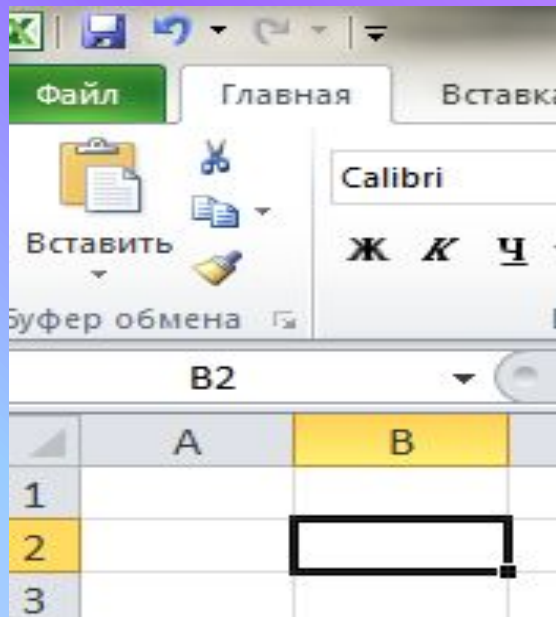 Файл Главная Вставка
Calibri
Вставить
Ж К Ч
буфер обмена
B2
A B
1
2
3